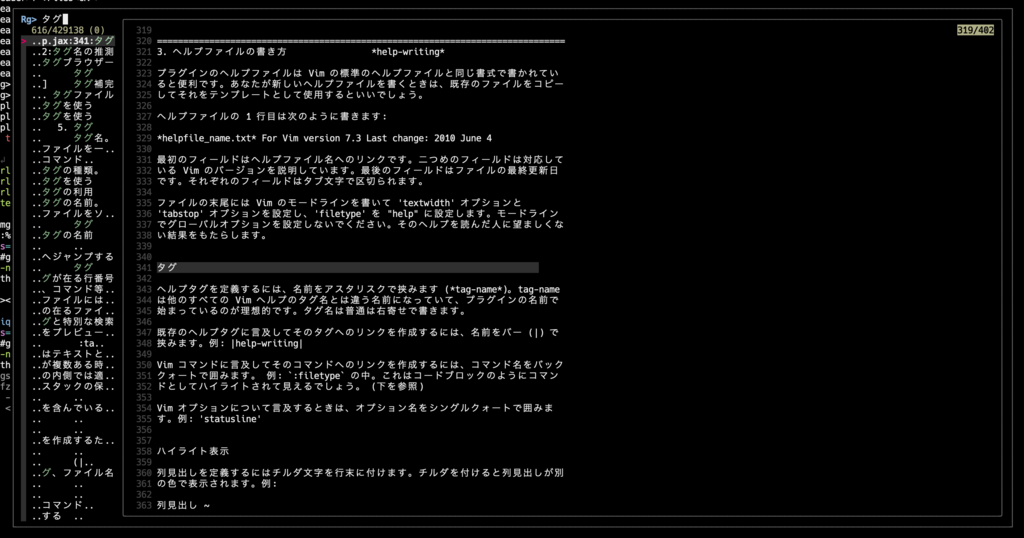 Rg> タグ
616/429138 (0)
> ..p.jax:341:タグ
..2:タグ名の推測
..タグブラウザー
.. タグ
..] タグ補完
... タグファイル
..タグを使う
..タグを使う
.. 5. タグ
.. タグ名。
..ファイルを一..
..コマンド..
..タグの種類。
..タグを使う
..タグの利用
..タグの名前。
..ファイルをソ..
.. タグ
..タグの名前
.. ..
..へジャンプする
.. タグ
..グが在る行番号
..、コマンド等..
..ファイルには..
..の在るファイ..
..グと特別な検索
..をプレビュー..
.. :ta..
..はテキストと..
..が複数ある時..
..の内側では適..
..スタックの保..
.. ..
..を含んでいる..
.. ..
.. ..
..を作成するた..
.. ..
.. (|..
..グ、ファイル名
.. ..
.. ..
..コマンド..
..する ..
319/402
319
320 ==============================================================================
321 3. ヘルプファイルの書き方 *help-writing*
322
323 プラグインのヘルプファイルは Vim の標準のヘルプファイルと同じ書式で書かれてい
324 ると便利です。あなたが新しいヘルプファイルを書くときは、既存のファイルをコピー
325 してそれをテンプレートとして使用するといいでしょう。
326
327 ヘルプファイルの 1 行目は次のように書きます:
328
329 *helpfile_name.txt* For Vim version 7.3 Last change: 2010 June 4
330
331 最初のフィールドはヘルプファイル名へのリンクです。二つめのフィールドは対応して
332 いる Vim のバージョンを説明しています。最後のフィールドはファイルの最終更新日
333 です。それぞれのフィールドはタブ文字で区切られます。
334
335 ファイルの末尾には Vim のモードラインを書いて 'textwidth' オプションと
336 'tabstop' オプションを設定し、'filetype' を "help" に設定します。モードライン
337 でグローバルオプションを設定しないでください。そのヘルプを読んだ人に望ましくな
338 い結果をもたらします。
339
340
341 タグ
342
343 ヘルプタグを定義するには、名前をアスタリスクで挟みます (*tag-name*)。tag-name
344 は他のすべての Vim ヘルプのタグ名とは違う名前になっていて、プラグインの名前で
345 始まっているのが理想的です。タグ名は普通は右寄せで書きます。
346
347 既存のヘルプタグに言及してそのタグへのリンクを作成するには、名前をバー (|) で
348 挟みます。例: |help-writing|
349
350 Vim コマンドに言及してそのコマンドへのリンクを作成するには、コマンド名をバック
351 クォートで囲みます。 例: `:filetype` の中。これはコードブロックのようにコマン
352 ドとしてハイライトされて見えるでしょう。 (下を参照)
353
354 Vim オプションについて言及するときは、オプション名をシングルクォートで囲みま
355 す。例: 'statusline'
356
357
358 ハイライト表示
359
360 列見出しを定義するにはチルダ文字を行末に付けます。チルダを付けると列見出しが別
361 の色で表示されます。例:
362
363 列見出し ~